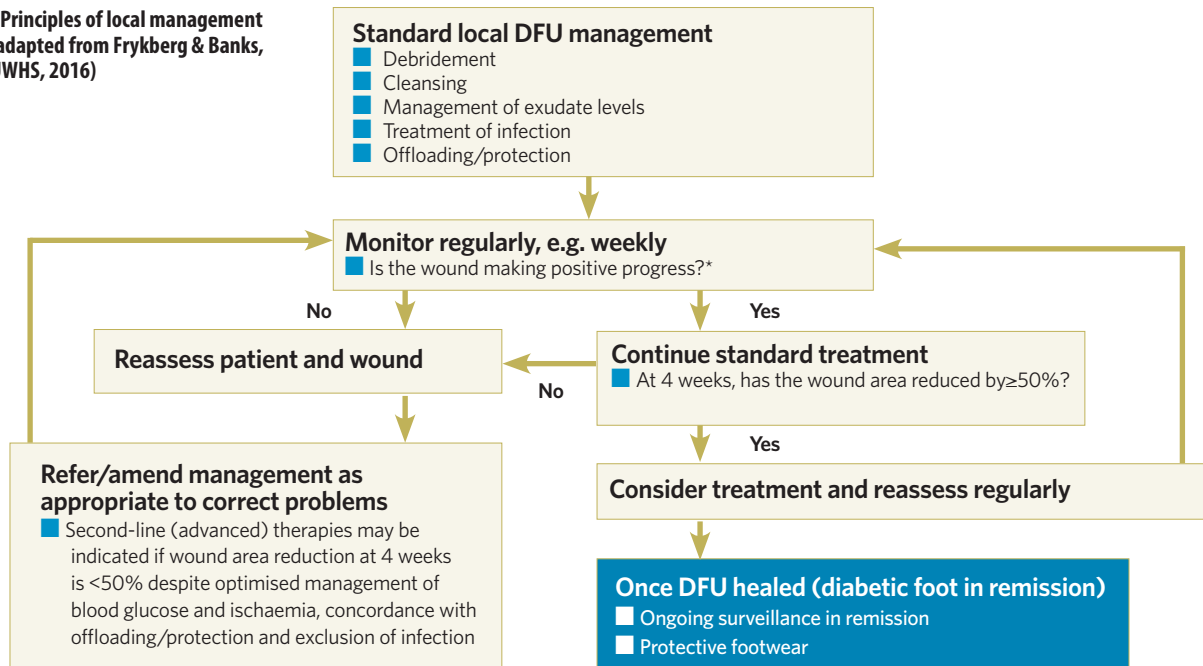 Principles of local management
adapted from Frykberg & Banks,
WHS, 2016)
Standard local DFU management
Debridement
Cleansing
Management of exudate levels
Treatment of infection
Offloading/protection
Monitor regularly, e.g. weekly
Is the wound making positive progress?*
No
Yes
Reassess patient and wound
Continue standard treatment
At 4 weeks, has the wound area reduced by≥50%?
No
Yes
Refer/amend management as
appropriate to correct problems
Second-line (advanced) therapies may be
indicated if wound area reduction at 4 weeks
is <50% despite optimised management of
blood glucose and ischaemia, concordance with
offloading/protection and exclusion of infection
Consider treatment and reassess regularly
Once DFU healed (diabetic foot in remission)
Ongoing surveillance in remission
Protective footwear